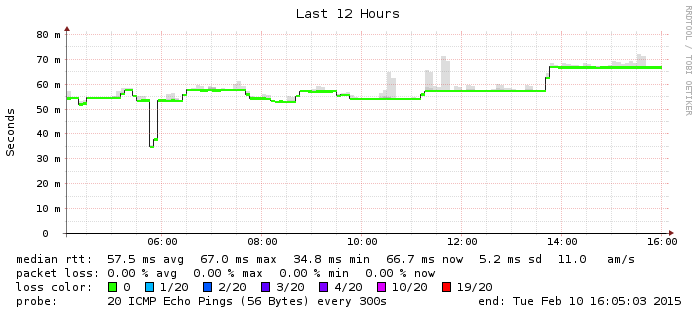 Last 12 Hours
RRDTOOL / TOBI OETIKER
Seconds
80 m
70 m
60 m
50 m
40 m
30 m
20 m
10 m
0
06:00 08:00 10:00 12:00 14:00 16:00
median rtt: 57.5 ms avg 67.0 ms max 34.8 ms min 66.7 ms now 5.2 ms sd 11.0 am/s
packet loss: 0.00 % avg 0.00 % max 0.00 % min 0.00 % now
loss color: 0 1/20 2/20 3/20 4/20 10/20 19/20
probe: 20 ICMP Echo Pings (56 Bytes) every 300s end: Tue Feb 10 16:05:03 2015